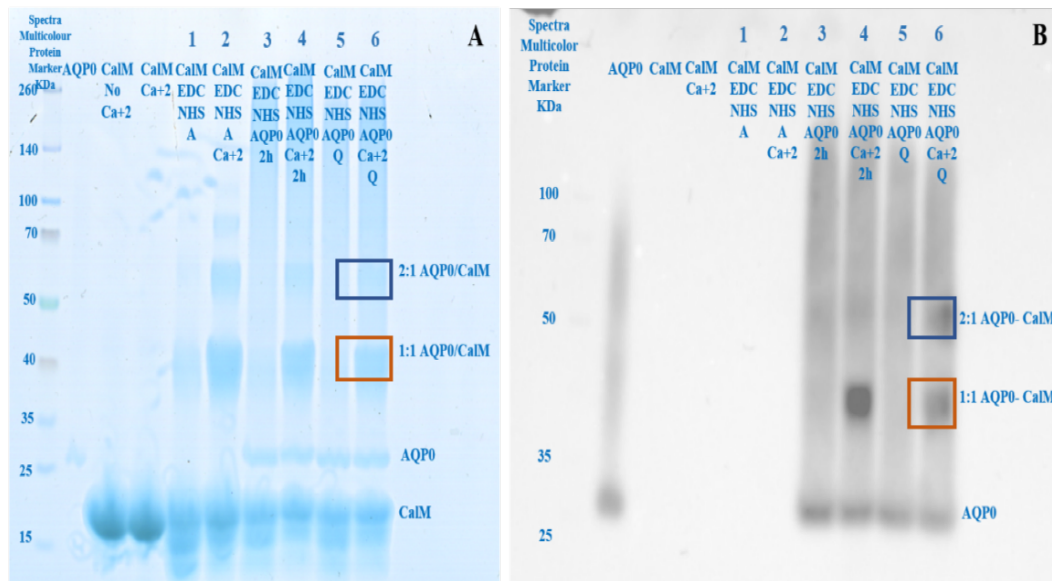 Spectra
Multicolour
Protein
Marker
KDa
AQP0
CalM
No
Ca+2
CalM
Ca+2
1
CalM
EDC
NHS
A
2
CalM
EDC
NHS
A
Ca+2
3
CalM
EDC
NHS
AQP0
2h
4
CalM
EDC
NHS
AQP0
Ca+2
2h
5
CalM
EDC
NHS
AQP0
Q
6
CalM
EDC
NHS
AQP0
Ca+2
Q
A
260
140
100
70
50
40
35
25
15
2:1 AQP0/CalM
1:1 AQP0/CalM
AQP0
CalM
Spectra
Multicolor
Protein
Marker
KDa
AQP0
CalM
CalM
Ca+2
1
CalM
EDC
NHS
A
2
CalM
EDC
NHS
A
Ca+2
3
CalM
EDC
NHS
AQP0
2h
4
CalM
EDC
NHS
AQP0
Ca+2
2h
5
CalM
EDC
NHS
AQP0
Q
6
CalM
EDC
NHS
AQP0
Ca+2
Q
B
100
70
50
35
25
2:1 AQP0- CalM
1:1 AQP0- CalM
AQP0